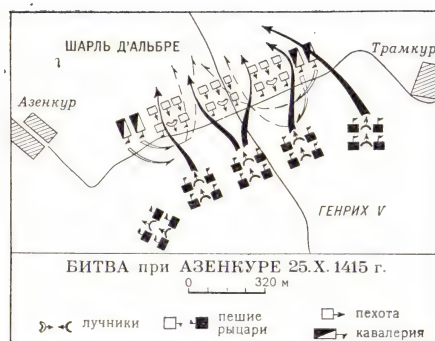 ШАРЛЬ Д'АЛЬБРЕ
Трамкур
Азенкур
ГЕНРИХ V
БИТВА при АЗЕНКУРЕ 25.X.1415 г.
0 320 м
лучники
пешие
рыцари
пехота
кавалерия